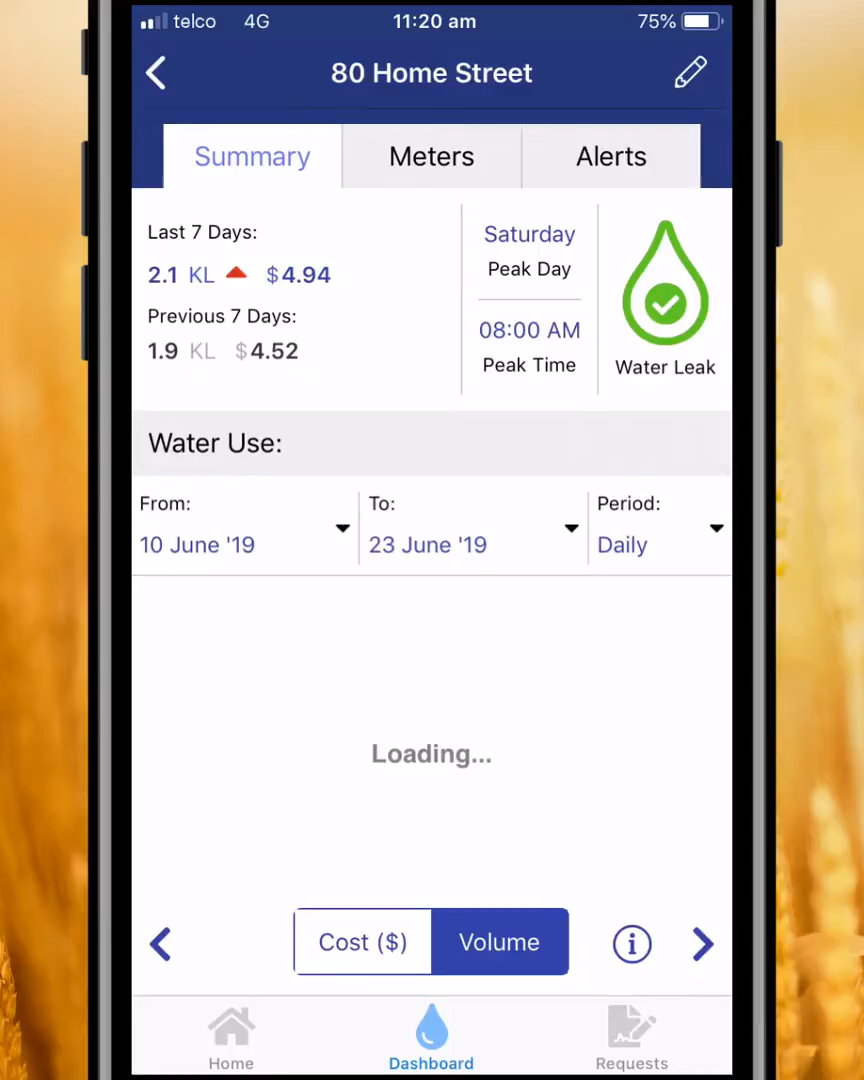 telco 4G 11:20 am 75%
80 Home Street
Summary Meters Alerts
Last 7 Days:
2.1 KL $4.94
Previous 7 Days:
1.9 KL $4.52
Saturday
Peak Day
08:00 AM
Peak Time
Water Leak
Water Use:
From: To: Period:
10 June '19 23 June '19 Daily
Loading...
Cost ($) Volume
Home Dashboard Requests